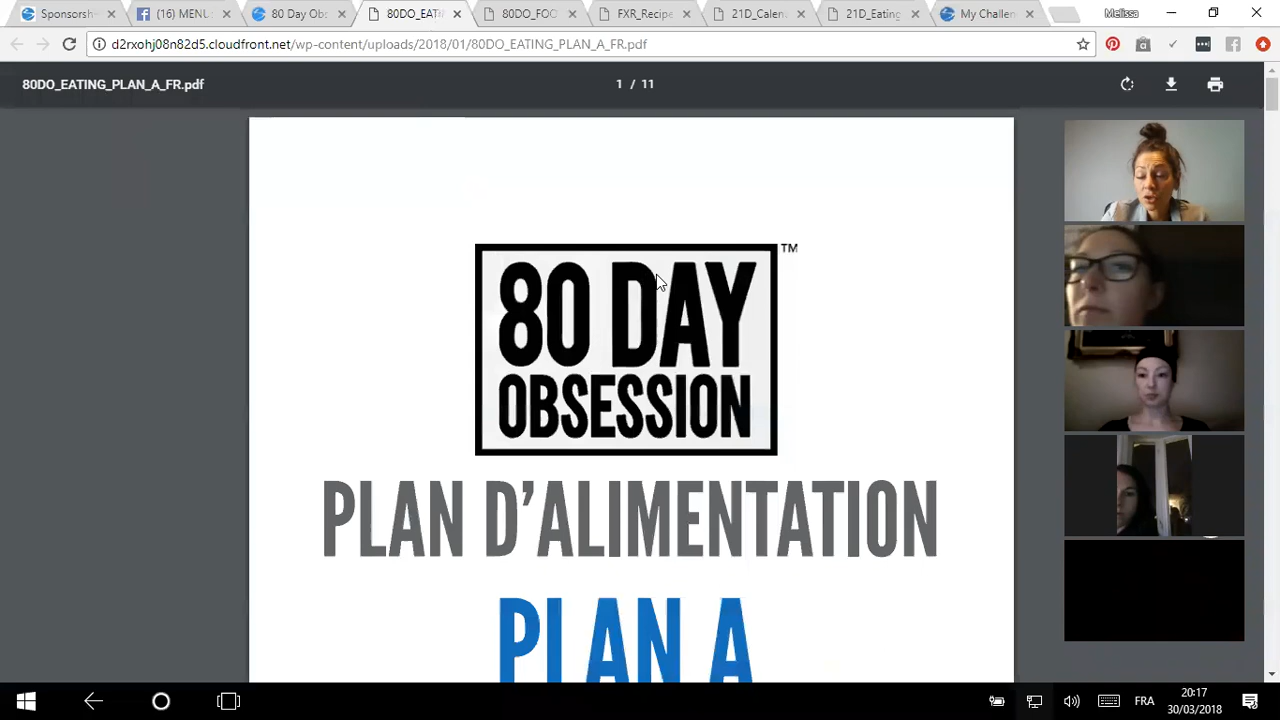 Sponsorsh
(16) MENU
80 Day Obs
80DO_EATI
80DO_FOO
FXR_Recipe
21D_Calen
21D_Eating
My Challen
Melissa
d2rxohj08n82d5.cloudfront.net/wp-content/uploads/2018/01/80DO_EATING_PLAN_A_FR.pdf
80DO_EATING_PLAN_A_FR.pdf
1 / 11
80 DAY
OBSESSION
TM
PLAN D'ALIMENTATION
PLAN A
FRA
20:17
30/03/2018